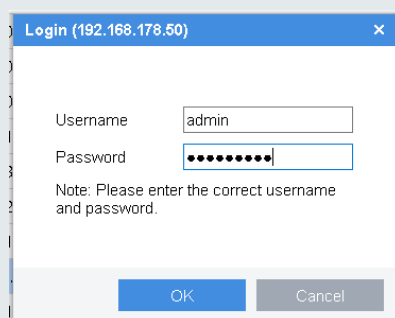 Login (192.168.178.50)
Username admin
Password ●●●●●●●●●
Note: Please enter the correct username
and password.
OK Cancel